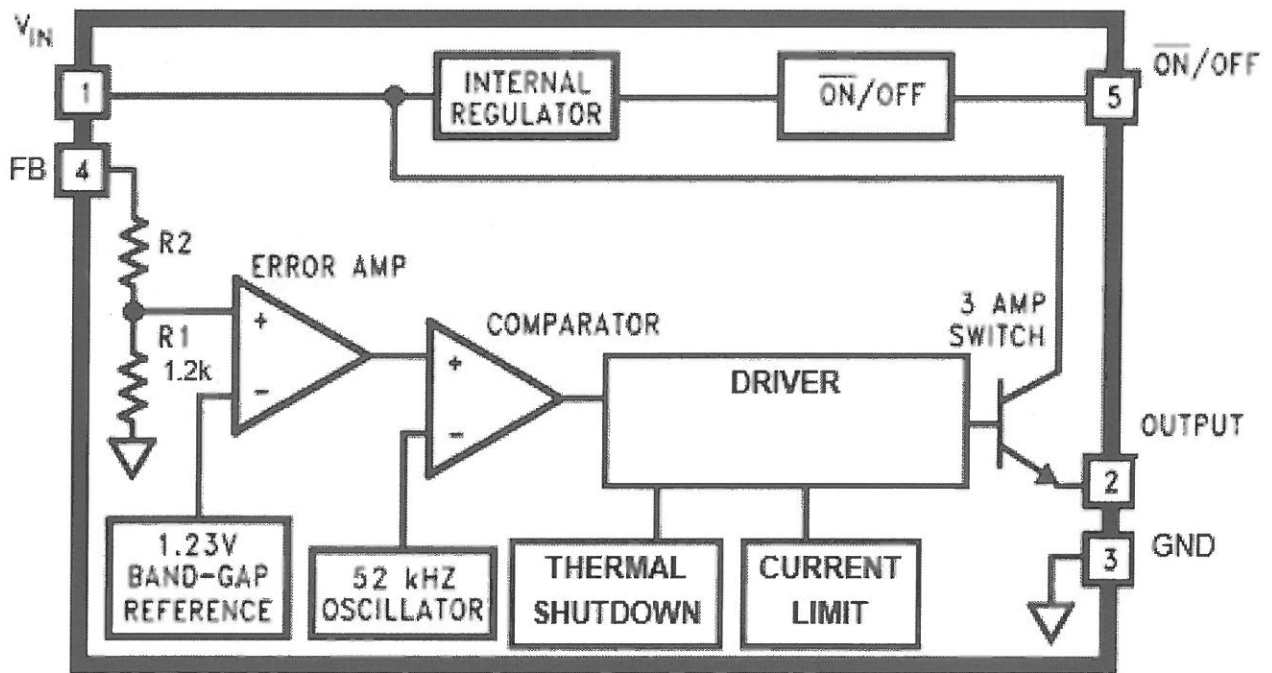 VIN
1
INTERNAL
REGULATOR
ON/OFF
5
ON/OFF
FB
4
R2
ERROR AMP
+
R1
1.2k
−
COMPARATOR
+
−
DRIVER
3 AMP
SWITCH
OUTPUT
2
1.23V
BAND-GAP
REFERENCE
52 kHZ
OSCILLATOR
THERMAL
SHUTDOWN
CURRENT
LIMIT
3
GND